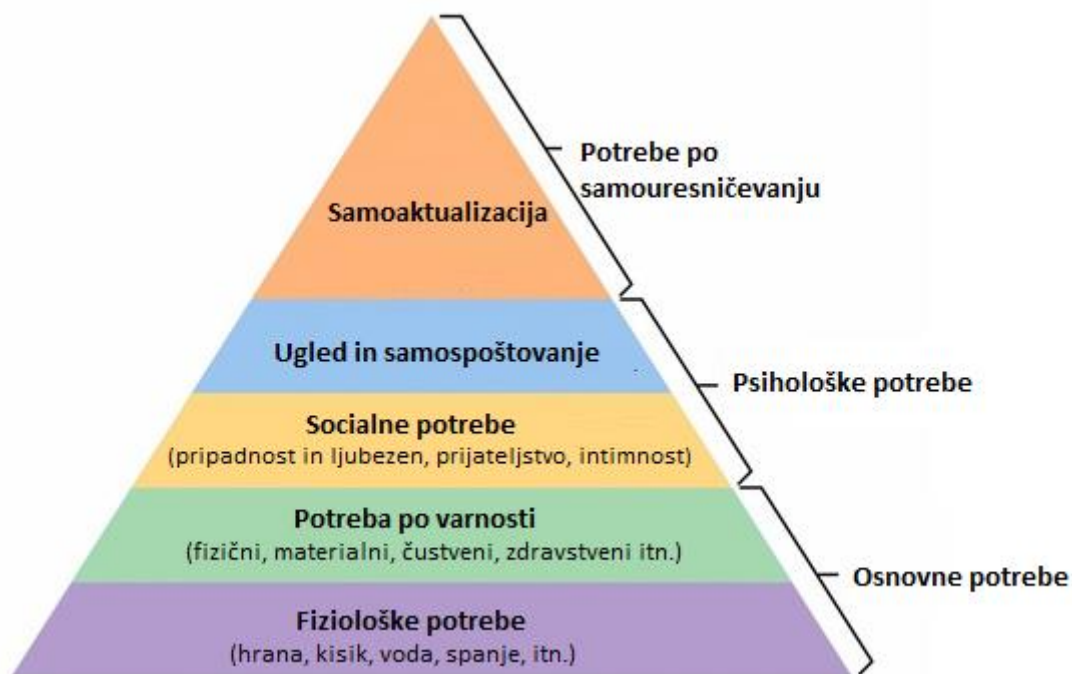 Potrebe po
samouresničevanju
Samoaktualizacija
Ugled in samospoštovanje
Psihološke potrebe
Socialne potrebe
(pripadnost in ljubezen, prijateljstvo, intimnost)
Potreba po varnosti
(fizični, materialni, čustveni, zdravstveni itn.)
Osnovne potrebe
Fiziološke potrebe
(hrana, kisik, voda, spanje, itn.)